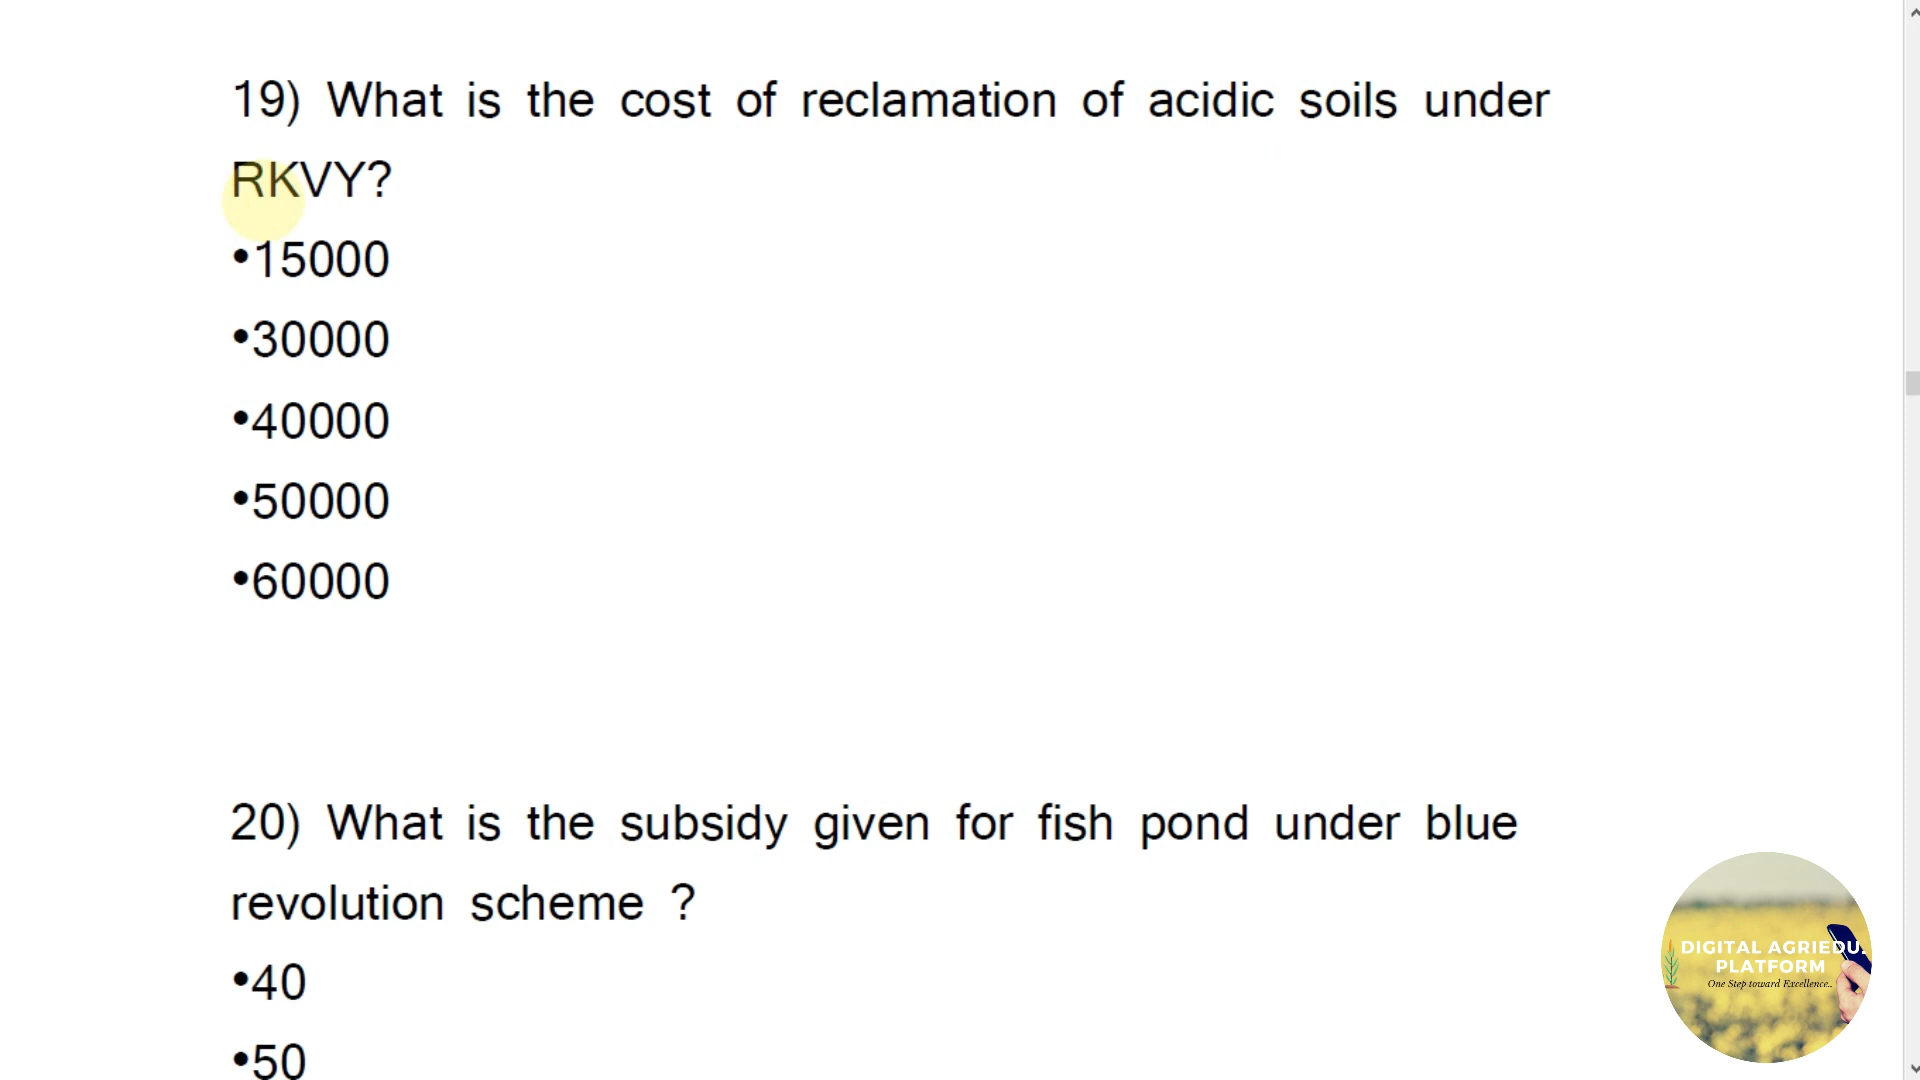 19) What is the cost of reclamation of acidic soils under
RKVY?
•15000
•30000
•40000
•50000
•60000
20) What is the subsidy given for fish pond under blue
revolution scheme ?
•40
•50
DIGITAL AGRIEDU.
PLATFORM
One Step toward Excellence..